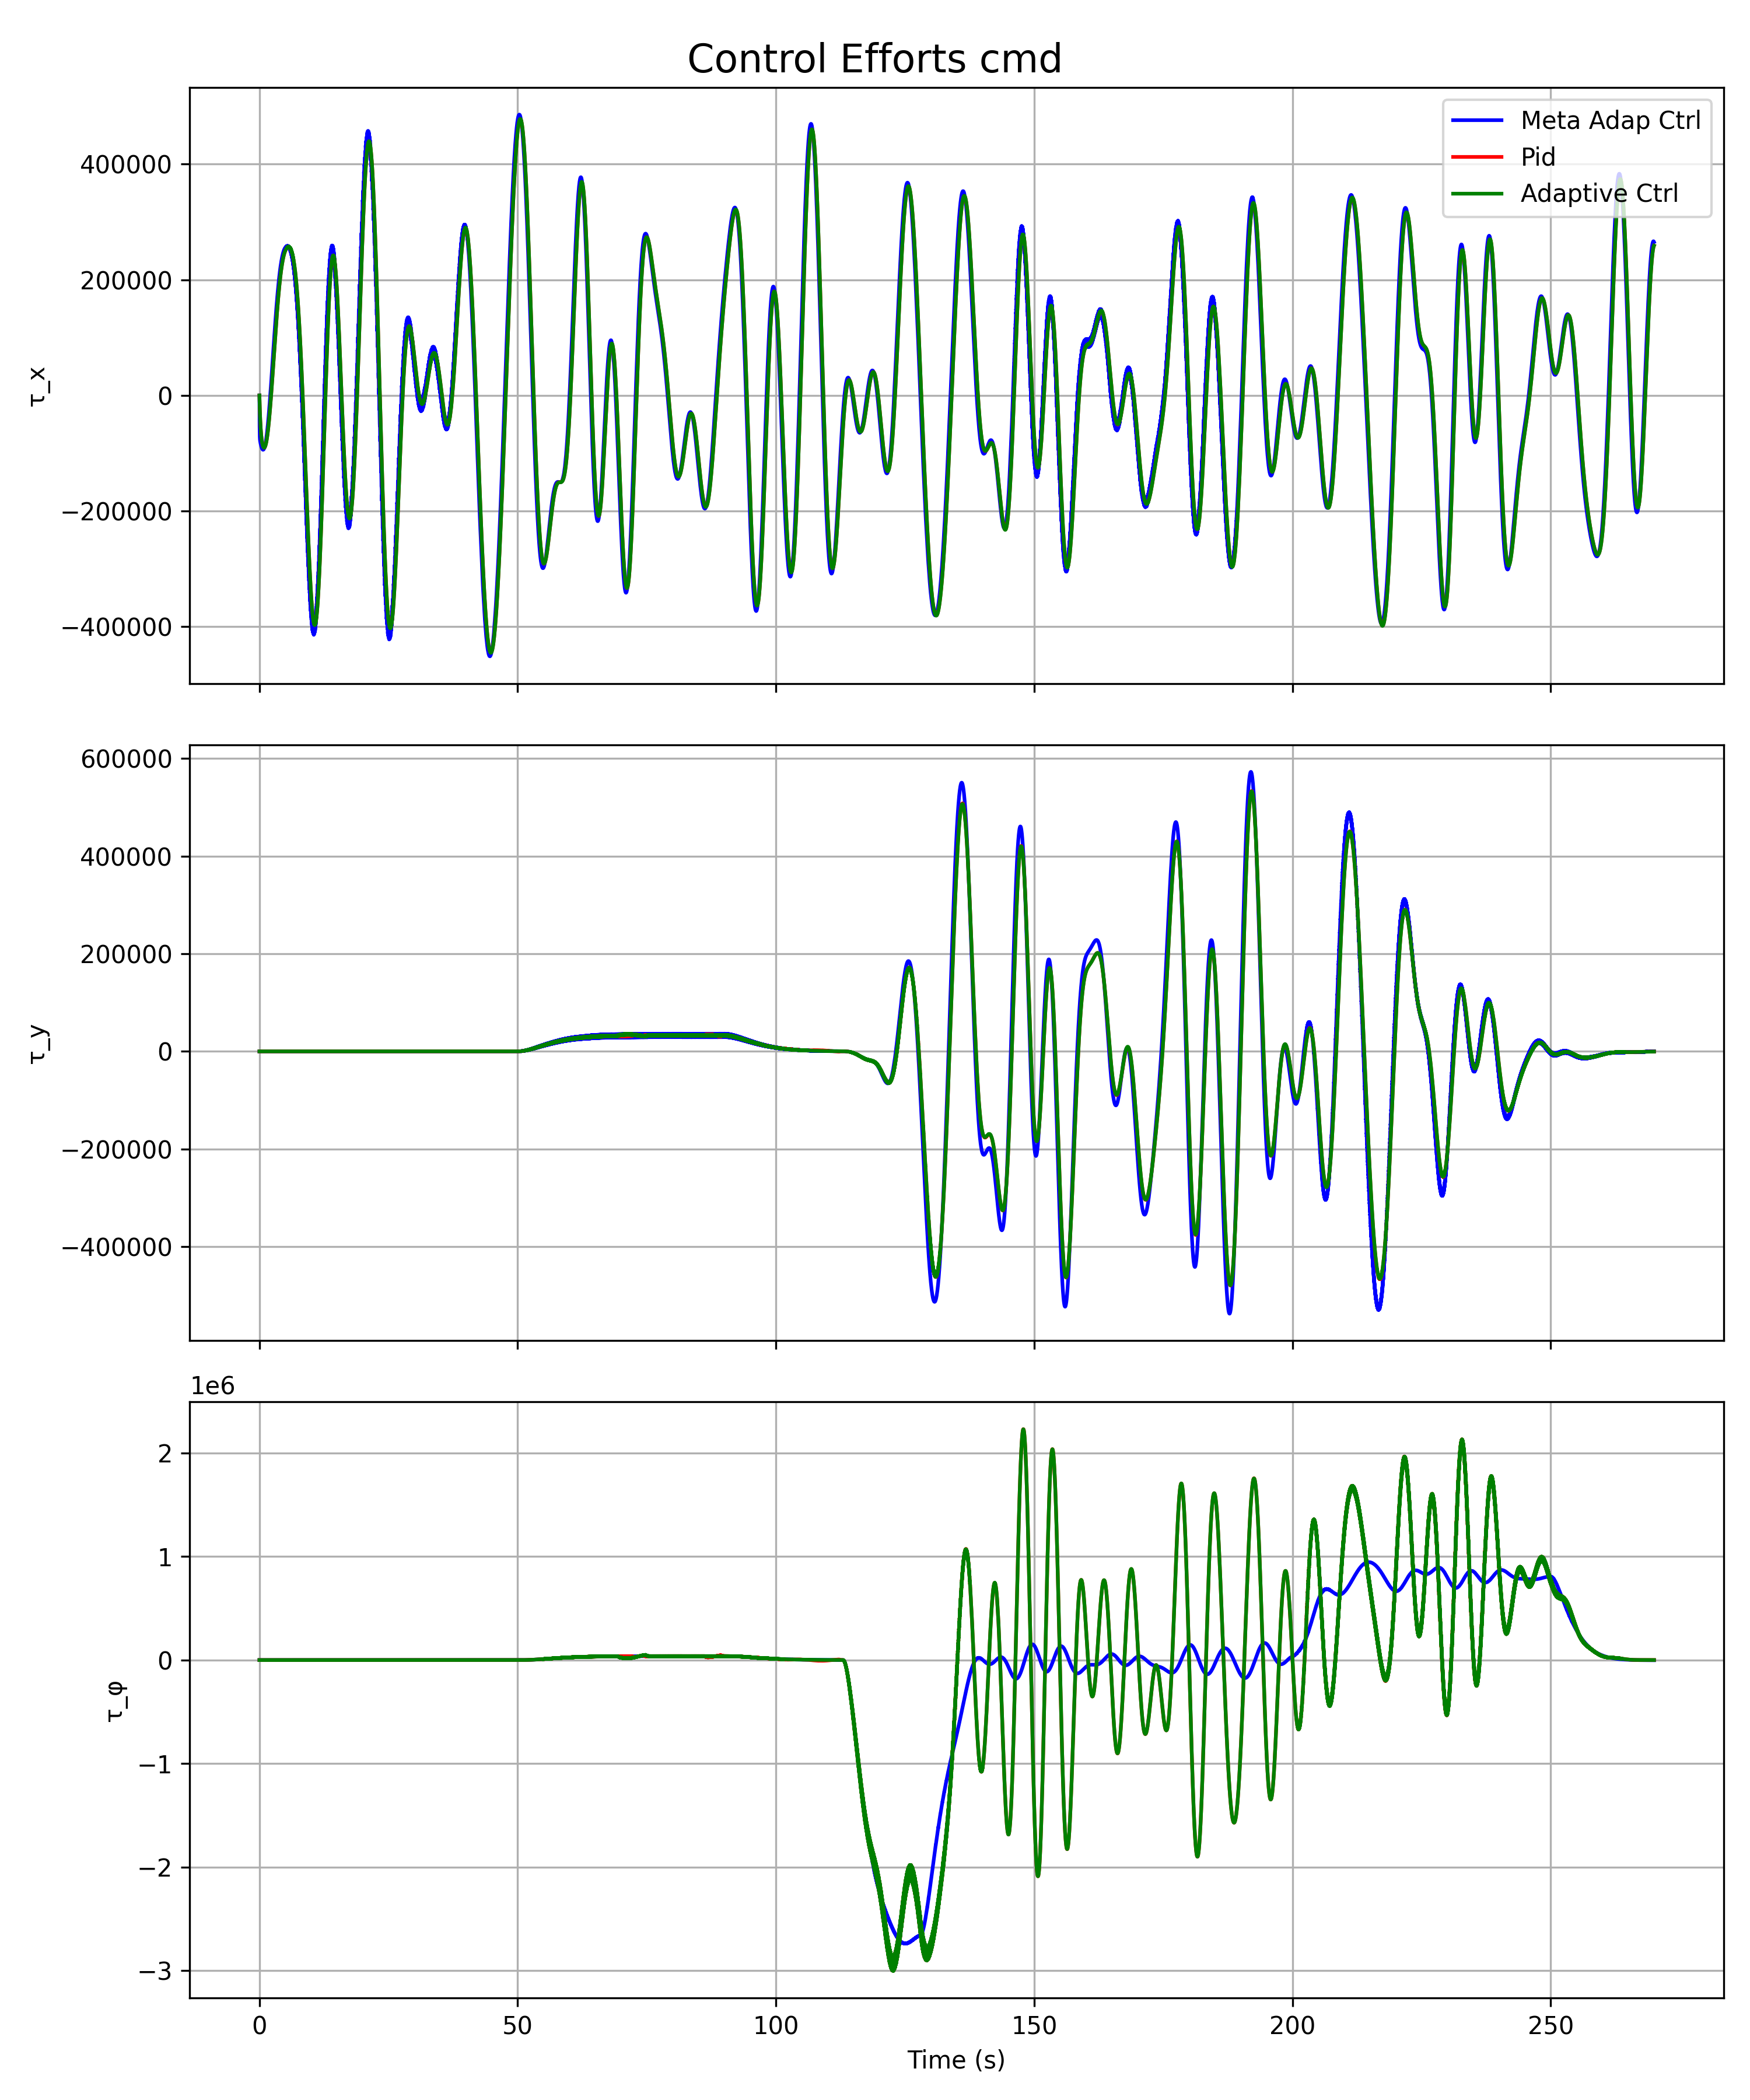 Control Efforts cmd
Meta Adap Ctrl
Pid
Adaptive Ctrl
400000
200000
0
−200000
−400000
τ_x
600000
400000
200000
0
−200000
−400000
τ_y
1e6
2
1
0
−1
−2
−3
τ_φ
0 50 100 150 200 250
Time (s)